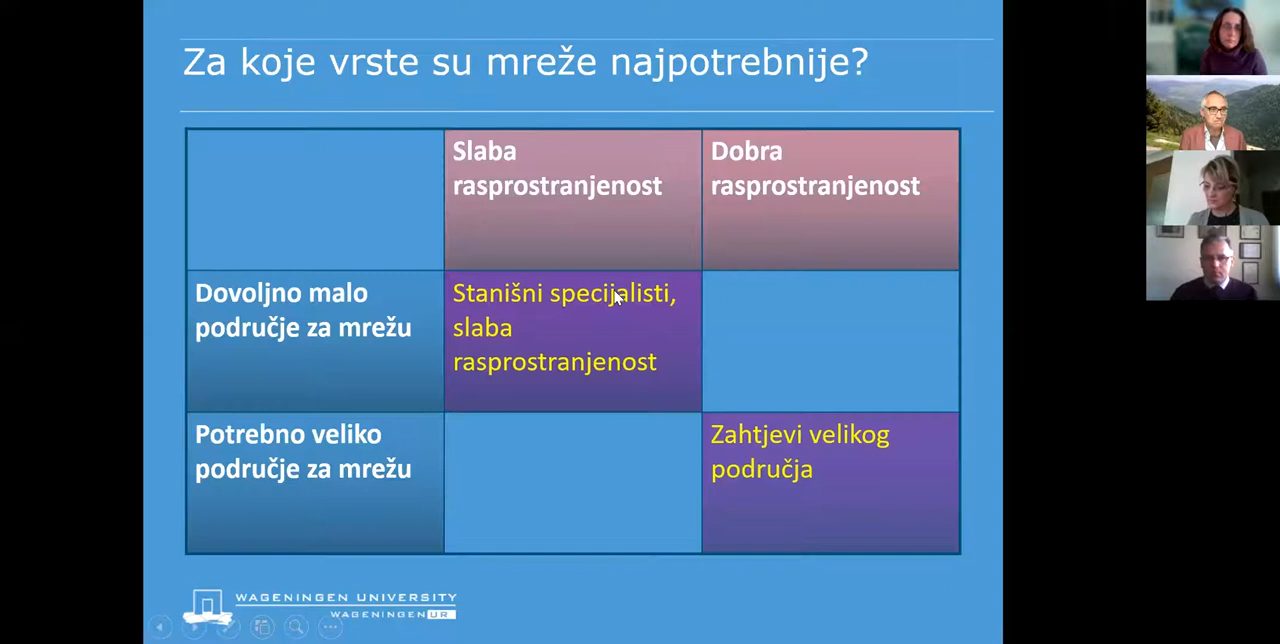 Za koje vrste su mreže najpotrebnije?
Slaba
rasprostranjenost
Dobra
rasprostranjenost
Dovoljno malo
područje za mrežu
Stanišni specijalisti,
slaba
rasprostranjenost
Potrebno veliko
područje za mrežu
Zahtjevi velikog
područja
WAGENINGEN UNIVERSITY
WAGENINGEN UR